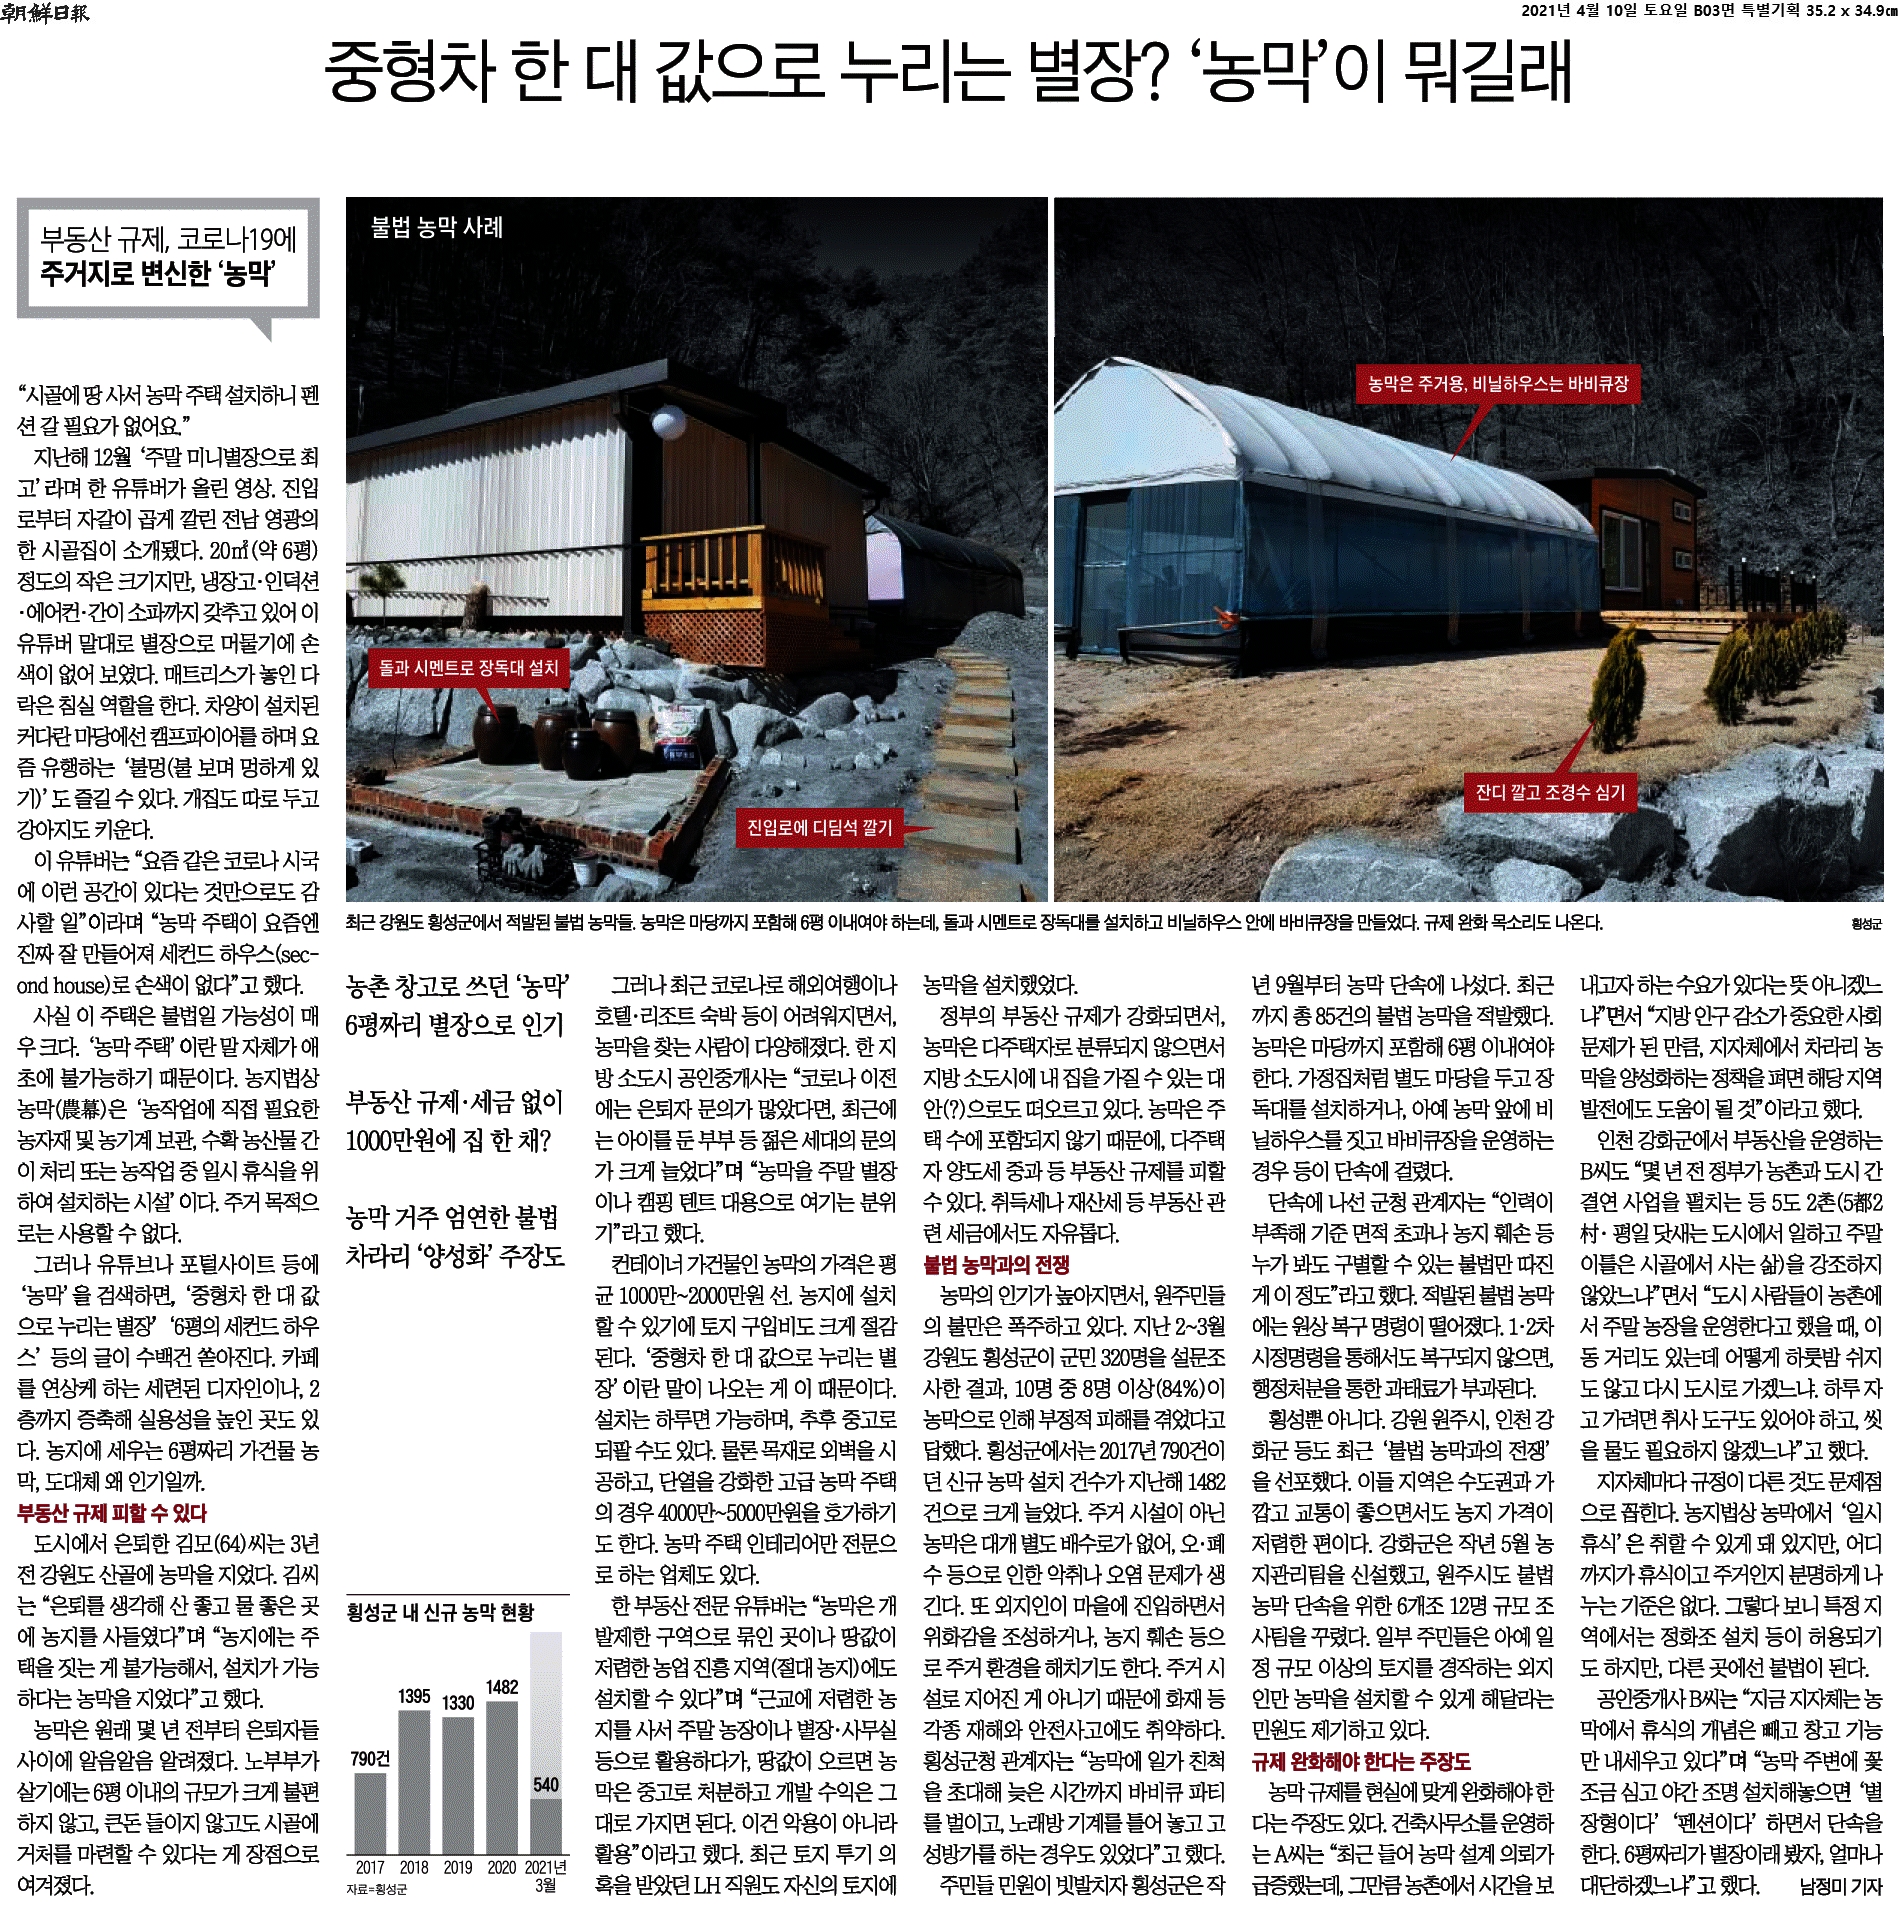 朝鮮日報
2021년 4월 10일 토요일 B03면 특별기획 35.2 x 34.9㎝
중형차 한 대 값으로 누리는 별장? ‘농막’이 뭐길래
부동산 규제, 코로나19에
주거지로 변신한 ‘농막’
“시골에 땅 사서 농막 주택 설치하니 펜
션 갈 필요가 없어요.”
지난해 12월 ‘주말 미니별장으로 최
고’라며 한 유튜버가 올린 영상. 진입
로부터 자갈이 곱게 깔린 전남 영광의
한 시골집이 소개됐다. 20㎡(약 6평)
정도의 작은 크기지만, 냉장고·인덕션
·에어컨·간이 소파까지 갖추고 있어 이
유튜버 말대로 별장으로 머물기에 손
색이 없어 보였다. 매트리스가 놓인 다
락은 침실 역할을 한다. 차양이 설치된
커다란 마당에선 캠프파이어를 하며 요
즘 유행하는 ‘불멍(불 보며 멍하게 있
기)’도 즐길 수 있다. 개집도 따로 두고
강아지도 키운다.
이 유튜버는 “요즘 같은 코로나 시국
에 이런 공간이 있다는 것만으로도 감
사할 일”이라며 “농막 주택이 요즘엔
진짜 잘 만들어져 세컨드 하우스(sec-
ond house)로 손색이 없다”고 했다.
사실 이 주택은 불법일 가능성이 매
우 크다. ‘농막 주택’이란 말 자체가 애
초에 불가능하기 때문이다. 농지법상
농막(農幕)은 ‘농작업에 직접 필요한
농자재 및 농기계 보관, 수확 농산물 간
이 처리 또는 농작업 중 일시 휴식을 위
하여 설치하는 시설’이다. 주거 목적으
로는 사용할 수 없다.
그러나 유튜브나 포털사이트 등에
‘농막’을 검색하면, ‘중형차 한 대 값
으로 누리는 별장’ ‘6평의 세컨드 하우
스’ 등의 글이 수백건 쏟아진다. 카페
를 연상케 하는 세련된 디자인이나, 2
층까지 증축해 실용성을 높인 곳도 있
다. 농지에 세우는 6평짜리 가건물 농
막, 도대체 왜 인기일까.
부동산 규제 피할 수 있다
도시에서 은퇴한 김모(64)씨는 3년
전 강원도 산골에 농막을 지었다. 김씨
는 “은퇴를 생각해 산 좋고 물 좋은 곳
에 농지를 사들였다”며 “농지에는 주
택을 짓는 게 불가능해서, 설치가 가능
하다는 농막을 지었다”고 했다.
농막은 원래 몇 년 전부터 은퇴자들
사이에 알음알음 알려졌다. 노부부가
살기에는 6평 이내의 규모가 크게 불편
하지 않고, 큰돈 들이지 않고도 시골에
거처를 마련할 수 있다는 게 장점으로
여겨졌다.
불법 농막 사례
돌과 시멘트로 장독대 설치
진입로에 디딤석 깔기
농막은 주거용, 비닐하우스는 바비큐장
잔디 깔고 조경수 심기
최근 강원도 횡성군에서 적발된 불법 농막들. 농막은 마당까지 포함해 6평 이내여야 하는데, 돌과 시멘트로 장독대를 설치하고 비닐하우스 안에 바비큐장을 만들었다. 규제 완화 목소리도 나온다.
횡성군
농촌 창고로 쓰던 ‘농막’
6평짜리 별장으로 인기
부동산 규제·세금 없이
1000만원에 집 한 채?
농막 거주 엄연한 불법
차라리 ‘양성화’ 주장도
횡성군 내 신규 농막 현황
790건
1395
1330
1482
540
2017
2018
2019
2020
2021년
3월
자료=횡성군
그러나 최근 코로나로 해외여행이나
호텔·리조트 숙박 등이 어려워지면서,
농막을 찾는 사람이 다양해졌다. 한 지
방 소도시 공인중개사는 “코로나 이전
에는 은퇴자 문의가 많았다면, 최근에
는 아이를 둔 부부 등 젊은 세대의 문의
가 크게 늘었다”며 “농막을 주말 별장
이나 캠핑 텐트 대용으로 여기는 분위
기”라고 했다.
컨테이너 가건물인 농막의 가격은 평
균 1000만~2000만원 선. 농지에 설치
할 수 있기에 토지 구입비도 크게 절감
된다. ‘중형차 한 대 값으로 누리는 별
장’이란 말이 나오는 게 이 때문이다.
설치는 하루면 가능하며, 추후 중고로
되팔 수도 있다. 물론 목재로 외벽을 시
공하고, 단열을 강화한 고급 농막 주택
의 경우 4000만~5000만원을 호가하기
도 한다. 농막 주택 인테리어만 전문으
로 하는 업체도 있다.
한 부동산 전문 유튜버는 “농막은 개
발제한 구역으로 묶인 곳이나 땅값이
저렴한 농업 진흥 지역(절대 농지)에도
설치할 수 있다”며 “근교에 저렴한 농
지를 사서 주말 농장이나 별장·사무실
등으로 활용하다가, 땅값이 오르면 농
막은 중고로 처분하고 개발 수익은 그
대로 가지면 된다. 이건 악용이 아니라
활용”이라고 했다. 최근 토지 투기 의
혹을 받았던 LH 직원도 자신의 토지에
농막을 설치했었다.
정부의 부동산 규제가 강화되면서,
농막은 다주택자로 분류되지 않으면서
지방 소도시에 내 집을 가질 수 있는 대
안(?)으로도 떠오르고 있다. 농막은 주
택 수에 포함되지 않기 때문에, 다주택
자 양도세 중과 등 부동산 규제를 피할
수 있다. 취득세나 재산세 등 부동산 관
련 세금에서도 자유롭다.
불법 농막과의 전쟁
농막의 인기가 높아지면서, 원주민들
의 불만은 폭주하고 있다. 지난 2~3월
강원도 횡성군이 군민 320명을 설문조
사한 결과, 10명 중 8명 이상(84%)이
농막으로 인해 부정적 피해를 겪었다고
답했다. 횡성군에서는 2017년 790건이
던 신규 농막 설치 건수가 지난해 1482
건으로 크게 늘었다. 주거 시설이 아닌
농막은 대개 별도 배수로가 없어, 오·폐
수 등으로 인한 악취나 오염 문제가 생
긴다. 또 외지인이 마을에 진입하면서
위화감을 조성하거나, 농지 훼손 등으
로 주거 환경을 해치기도 한다. 주거 시
설로 지어진 게 아니기 때문에 화재 등
각종 재해와 안전사고에도 취약하다.
횡성군청 관계자는 “농막에 일가 친척
을 초대해 늦은 시간까지 바비큐 파티
를 벌이고, 노래방 기계를 틀어 놓고 고
성방가를 하는 경우도 있었다”고 했다.
주민들 민원이 빗발치자 횡성군은 작
년 9월부터 농막 단속에 나섰다. 최근
까지 총 85건의 불법 농막을 적발했다.
농막은 마당까지 포함해 6평 이내여야
한다. 가정집처럼 별도 마당을 두고 장
독대를 설치하거나, 아예 농막 앞에 비
닐하우스를 짓고 바비큐장을 운영하는
경우 등이 단속에 걸렸다.
단속에 나선 군청 관계자는 “인력이
부족해 기준 면적 초과나 농지 훼손 등
누가 봐도 구별할 수 있는 불법만 따진
게 이 정도”라고 했다. 적발된 불법 농막
에는 원상 복구 명령이 떨어졌다. 1·2차
시정명령을 통해서도 복구되지 않으면,
행정처분을 통한 과태료가 부과된다.
횡성뿐 아니다. 강원 원주시, 인천 강
화군 등도 최근 ‘불법 농막과의 전쟁’
을 선포했다. 이들 지역은 수도권과 가
깝고 교통이 좋으면서도 농지 가격이
저렴한 편이다. 강화군은 작년 5월 농
지관리팀을 신설했고, 원주시도 불법
농막 단속을 위한 6개조 12명 규모 조
사팀을 꾸렸다. 일부 주민들은 아예 일
정 규모 이상의 토지를 경작하는 외지
인만 농막을 설치할 수 있게 해달라는
민원도 제기하고 있다.
규제 완화해야 한다는 주장도
농막 규제를 현실에 맞게 완화해야 한
다는 주장도 있다. 건축사무소를 운영하
는 A씨는 “최근 들어 농막 설계 의뢰가
급증했는데, 그만큼 농촌에서 시간을 보
내고자 하는 수요가 있다는 뜻 아니겠느
냐”면서 “지방 인구 감소가 중요한 사회
문제가 된 만큼, 지자체에서 차라리 농
막을 양성화하는 정책을 펴면 해당 지역
발전에도 도움이 될 것”이라고 했다.
인천 강화군에서 부동산을 운영하는
B씨도 “몇 년 전 정부가 농촌과 도시 간
결연 사업을 펼치는 등 5도 2촌(5都2
村·평일 닷새는 도시에서 일하고 주말
이틀은 시골에서 사는 삶)을 강조하지
않았느냐”면서 “도시 사람들이 농촌에
서 주말 농장을 운영한다고 했을 때, 이
동 거리도 있는데 어떻게 하룻밤 쉬지
도 않고 다시 도시로 가겠느냐. 하루 자
고 가려면 취사 도구도 있어야 하고, 씻
을 물도 필요하지 않겠느냐”고 했다.
지자체마다 규정이 다른 것도 문제점
으로 꼽힌다. 농지법상 농막에서 ‘일시
휴식’은 취할 수 있게 돼 있지만, 어디
까지가 휴식이고 주거인지 분명하게 나
누는 기준은 없다. 그렇다 보니 특정 지
역에서는 정화조 설치 등이 허용되기
도 하지만, 다른 곳에선 불법이 된다.
공인중개사 B씨는 “지금 지자체는 농
막에서 휴식의 개념은 빼고 창고 기능
만 내세우고 있다”며 “농막 주변에 꽃
조금 심고 야간 조명 설치해놓으면 ‘별
장형이다’ ‘펜션이다’ 하면서 단속을
한다. 6평짜리가 별장이래 봤자, 얼마나
대단하겠느냐”고 했다.
남정미 기자